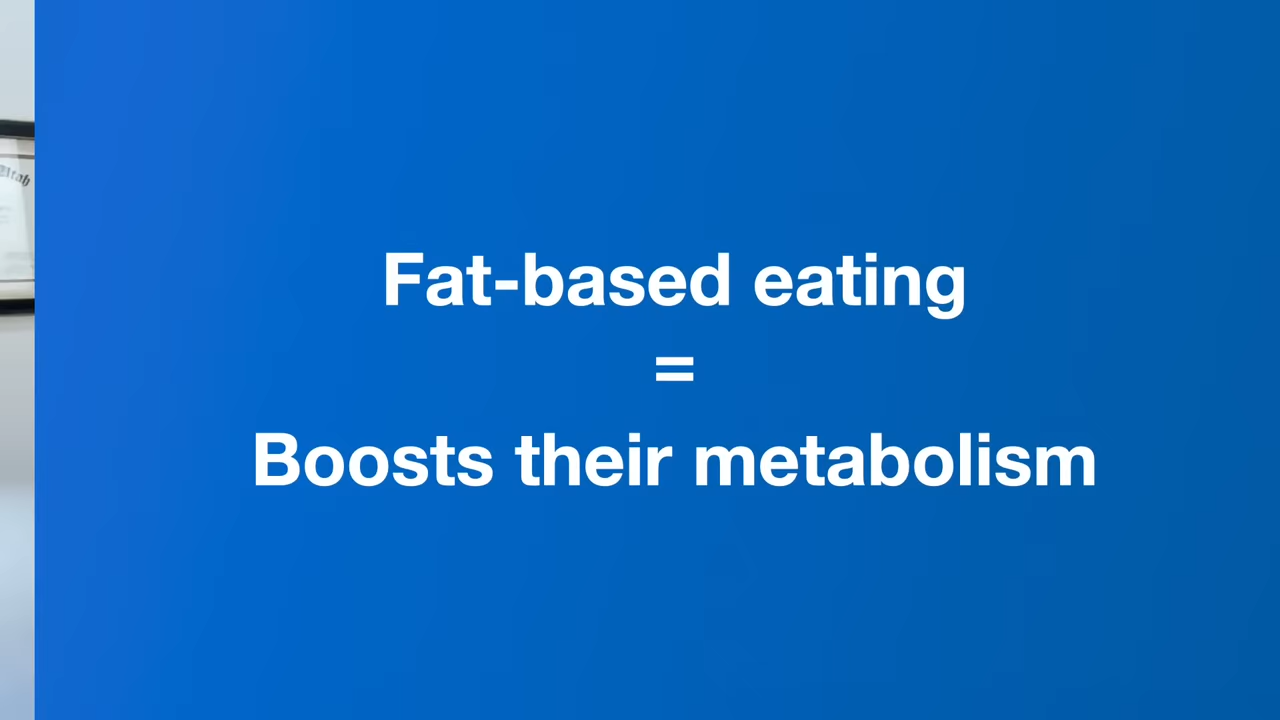 Fat-based eating
=
Boosts their metabolism